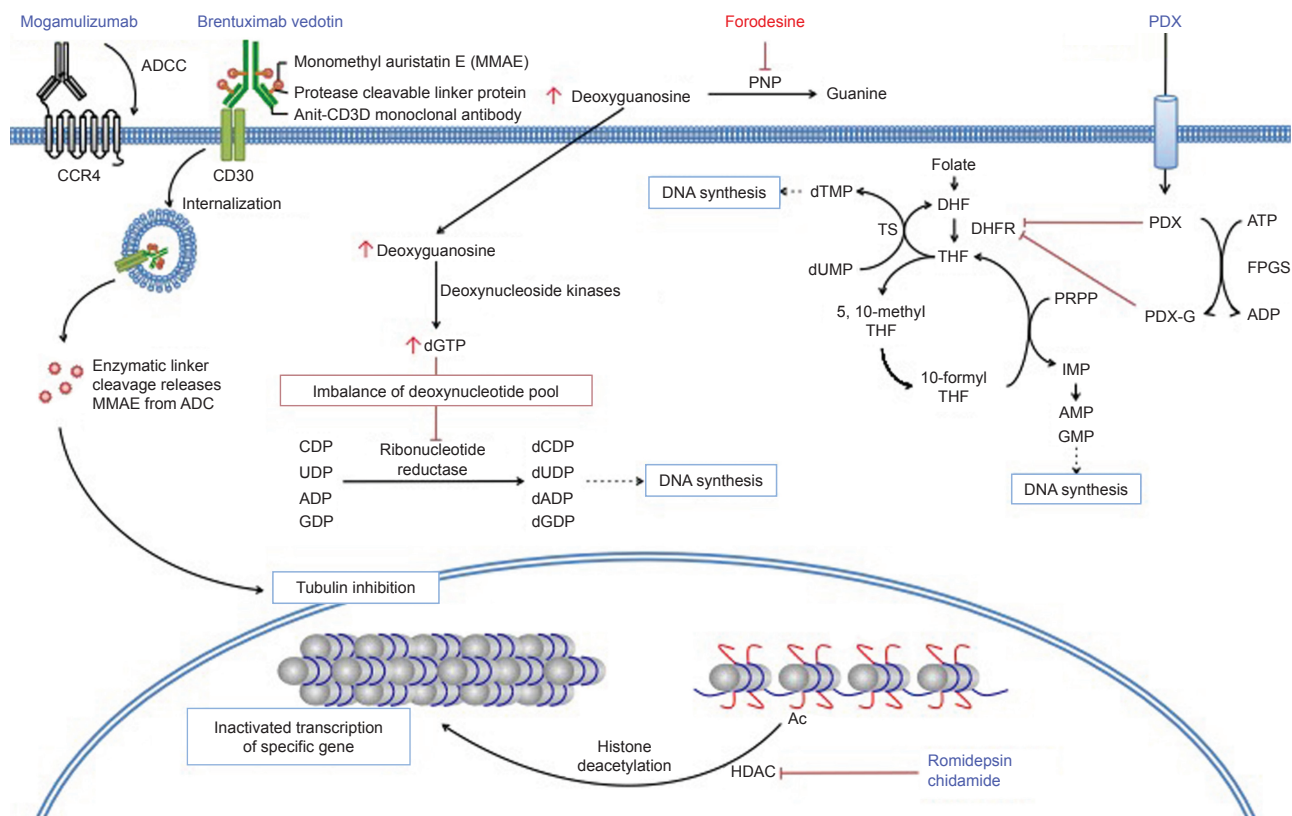 Mogamulizumab
Brentuximab vedotin
Forodesine
PDX
ADCC
Monomethyl auristatin E (MMAE)
Protease cleavable linker protein
Anit-CD3D monoclonal antibody
Deoxyguanosine
PNP
Guanine
CCR4
CD30
Internalization
Folate
DNA synthesis
dTMP
DHF
TS
DHFR
PDX
ATP
Deoxyguanosine
THF
dUMP
FPGS
Deoxynucleoside kinases
PRPP
5, 10-methyl
THF
PDX-G
ADP
dGTP
Enzymatic linker
cleavage releases
MMAE from ADC
Imbalance of deoxynucleotide pool
10-formyl
THF
IMP
AMP
GMP
CDP
UDP
ADP
GDP
Ribonucleotide
reductase
dCDP
dUDP
dADP
dGDP
DNA synthesis
DNA synthesis
Tubulin inhibition
Inactivated transcription
of specific gene
Ac
Histone
deacetylation
HDAC
Romidepsin
chidamide